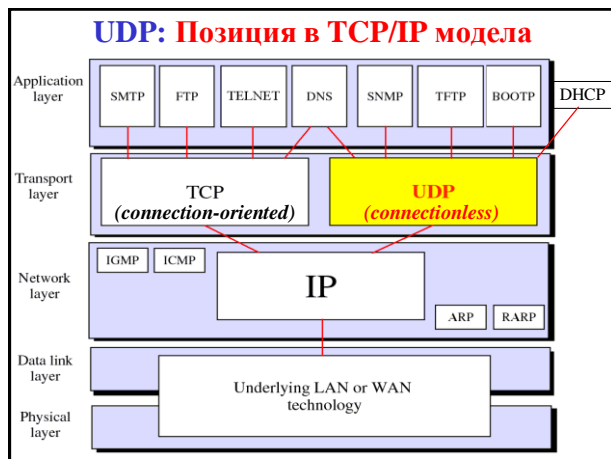 UDP: Позиция в TCP/IP модела
Application
layer
SMTP
FTP
TELNET
DNS
SNMP
TFTP
BOOTP
DHCP
Transport
layer
TCP
(connection-oriented)
UDP
(connectionless)
Network
layer
IGMP
ICMP
IP
ARP
RARP
Data link
layer
Underlying LAN or WAN
technology
Physical
layer